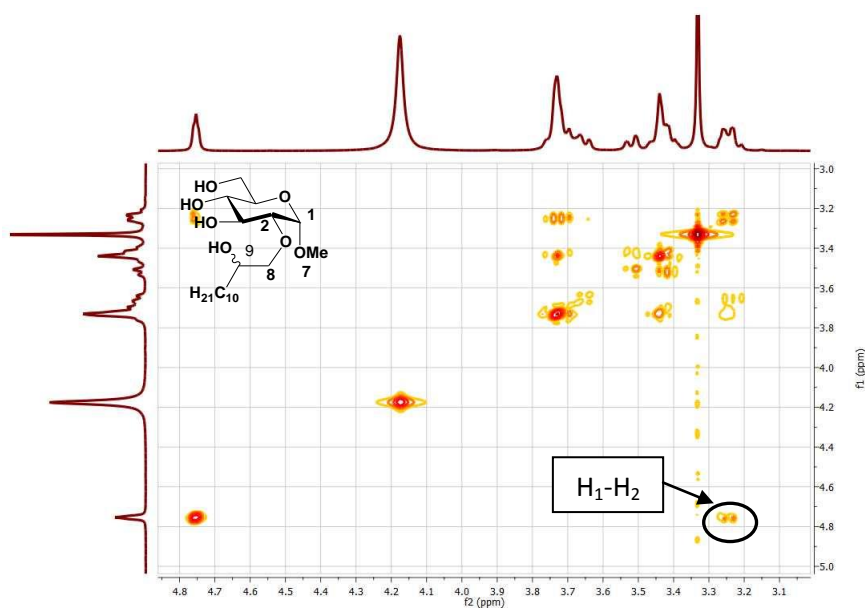 3.0
3.2
3.4
3.6
3.8
4.0
4.2
4.4
4.6
4.8
5.0
f1 (ppm)
HO
HO
HO
O
1
2
HO
9
O
OMe
8
7
H21C10
H1-H2
4.8 4.7 4.6 4.5 4.4 4.3 4.2 4.1 4.0 3.9 3.8 3.7 3.6 3.5 3.4 3.3 3.2 3.1
f2 (ppm)